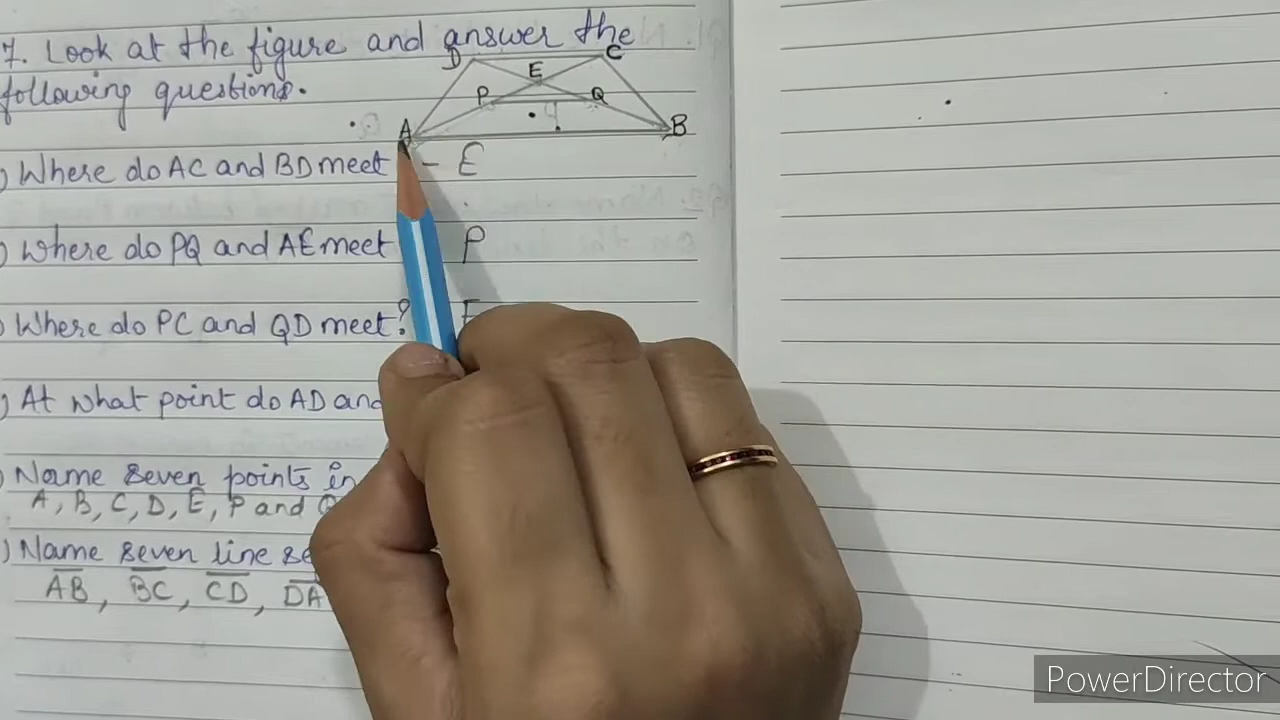 7. Look at the figure and answer the
following questions.
D C
E
P Q
A B
) Where do AC and BD meet - E
) Where do PQ and AE meet P
) Where do PC and QD meet?
) At what point do AD and
) Name seven points in
A, B, C, D, E, P and Q
) Name seven line se
AB, BC, CD, DA
PowerDirector